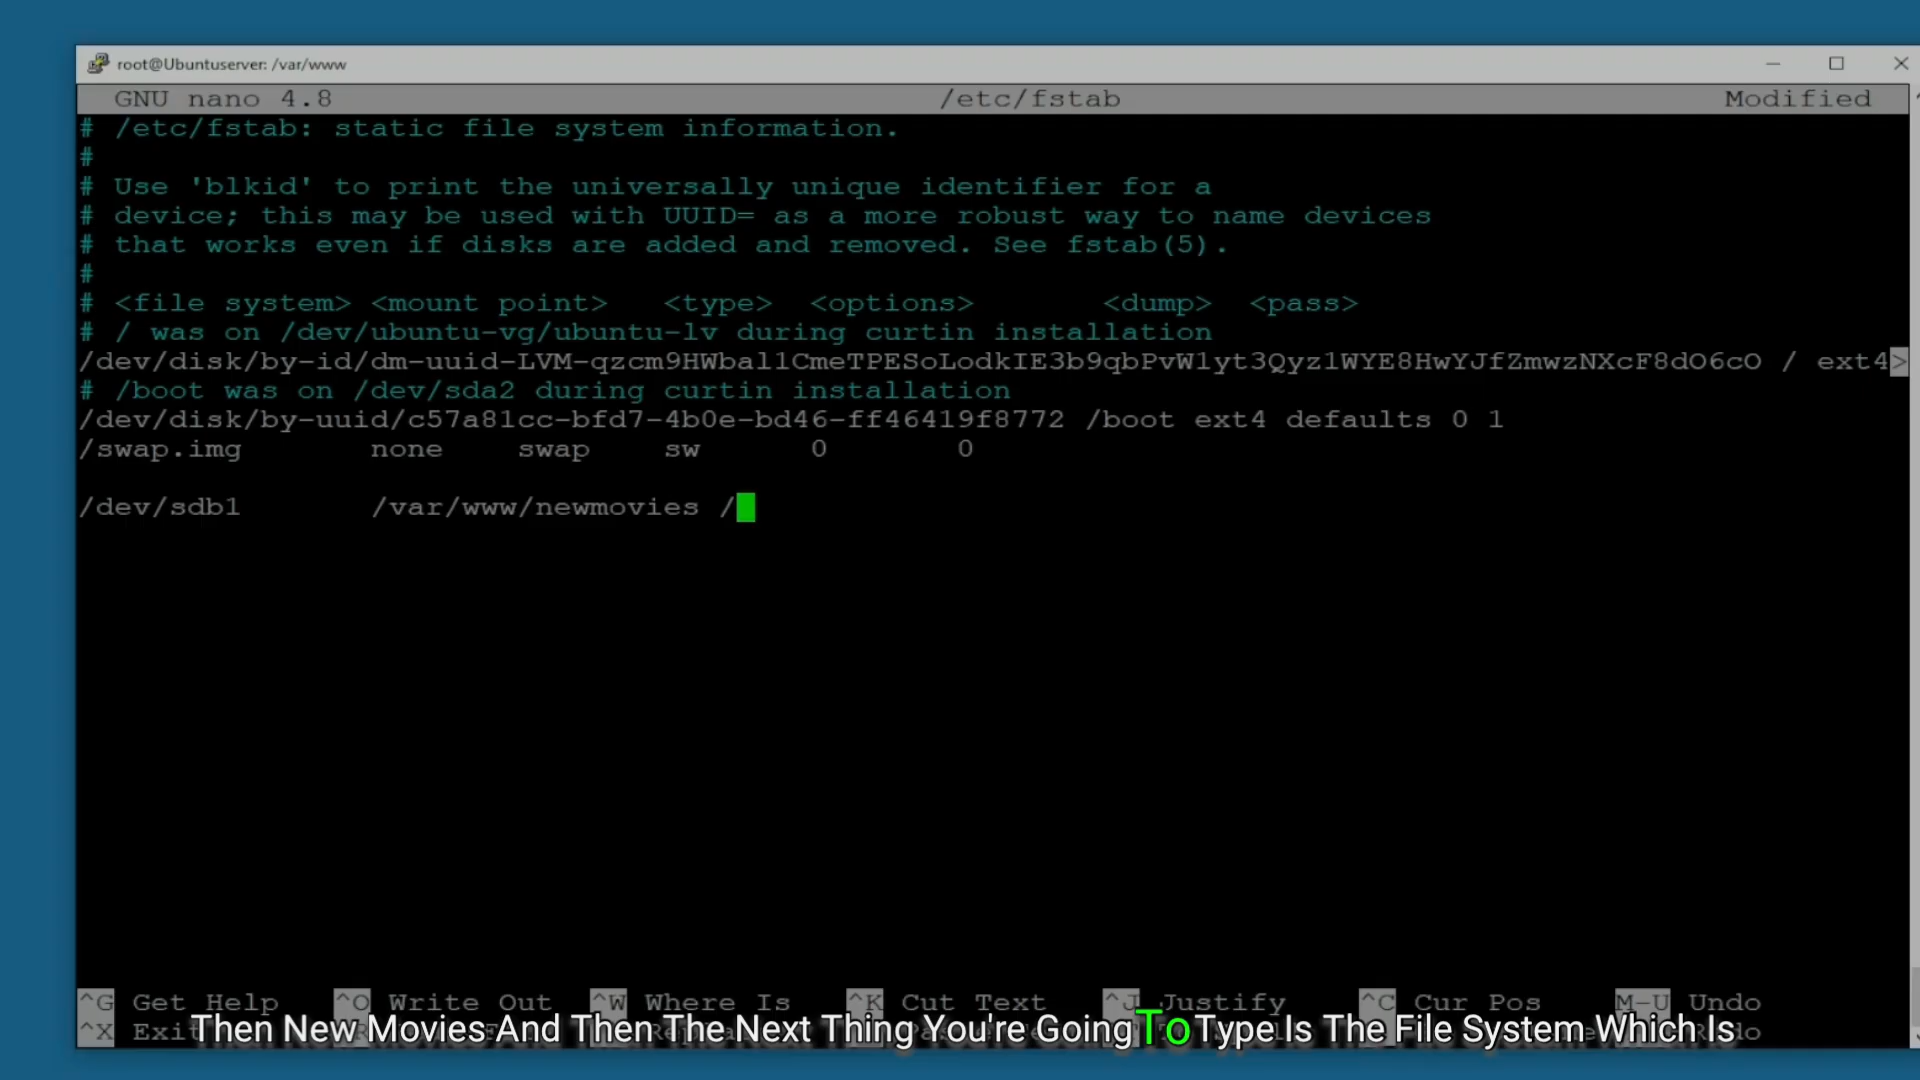 root@Ubuntuserver: /var/www
GNU nano 4.8 /etc/fstab Modified
# /etc/fstab: static file system information.
#
# Use 'blkid' to print the universally unique identifier for a
# device; this may be used with UUID= as a more robust way to name devices
# that works even if disks are added and removed. See fstab(5).
#
# <file system> <mount point> <type> <options> <dump> <pass>
# / was on /dev/ubuntu-vg/ubuntu-lv during curtin installation
/dev/disk/by-id/dm-uuid-LVM-qzcm9HWbal1CmeTPESoLodkIE3b9qbPvW1yt3Qyz1WYE8HwYJfZmwzNXcF8dO6cO / ext4>
# /boot was on /dev/sda2 during curtin installation
/dev/disk/by-uuid/c57a81cc-bfd7-4b0e-bd46-ff46419f8772 /boot ext4 defaults 0 1
/swap.img none swap sw 0 0
/dev/sdb1 /var/www/newmovies /
^G Get Help ^O Write Out ^W Where Is ^K Cut Text ^J Justify ^C Cur Pos M-U Undo
^X Exit
Then New Movies And Then The Next Thing You're Going To Type Is The File System Which Is